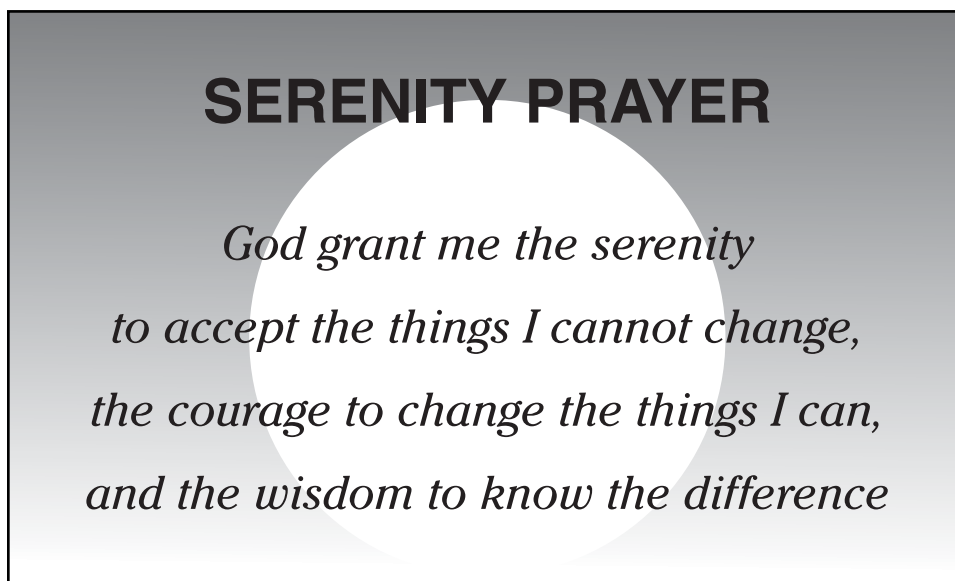 SERENITY PRAYER
God grant me the serenity
to accept the things I cannot change,
the courage to change the things I can,
and the wisdom to know the difference